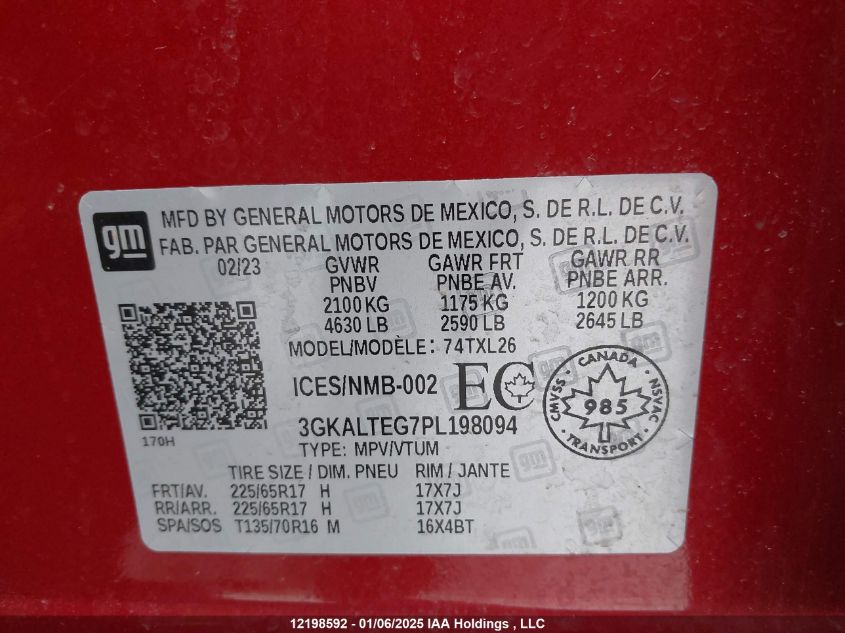 gm
MFD BY GENERAL MOTORS DE MEXICO, S. DE R.L. DE C.V.
FAB. PAR GENERAL MOTORS DE MEXICO, S. DE R.L. DE C.V.
02/23 GVWR GAWR FRT GAWR RR
PNBV PNBE AV. PNBE ARR.
2100 KG 1175 KG 1200 KG
4630 LB 2590 LB 2645 LB
MODEL/MODÈLE: 74TXL26
ICES/NMB-002 EC
CANADA
CMVSS 985 NSVAC
TRANSPORT
3GKALTEG7PL198094
170H
TYPE: MPV/VTUM
TIRE SIZE / DIM. PNEU RIM / JANTE
FRT/AV. 225/65R17 H 17X7J
RR/ARR. 225/65R17 H 17X7J
SPA/SOS T135/70R16 M 16X4BT
12198592 - 01/06/2025 IAA Holdings , LLC